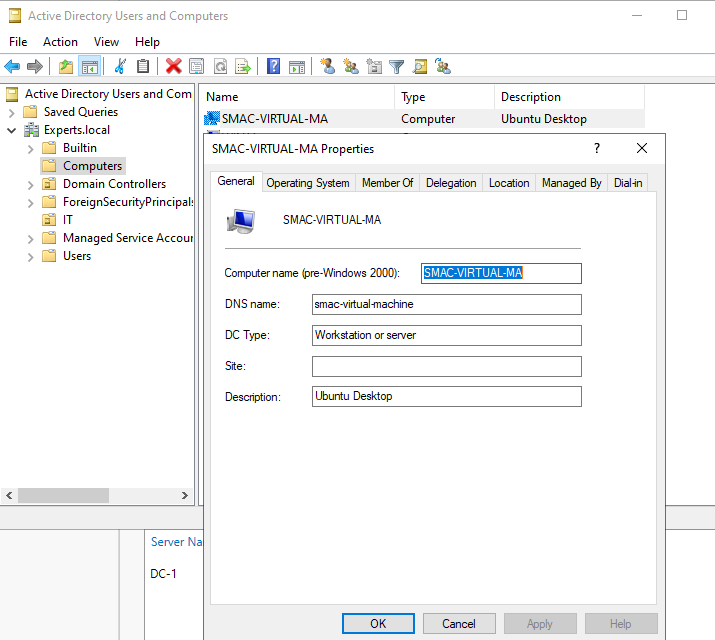 Active Directory Users and Computers
File Action View Help
Active Directory Users and Com
Saved Queries
Experts.local
Builtin
Computers
Domain Controllers
ForeignSecurityPrincipals
IT
Managed Service Accour
Users
Name Type Description
SMAC-VIRTUAL-MA Computer Ubuntu Desktop
SMAC-VIRTUAL-MA Properties
? 
General Operating System Member Of Delegation Location Managed By Dial-in
SMAC-VIRTUAL-MA
Computer name (pre-Windows 2000): SMAC-VIRTUAL-MA
DNS name: smac-virtual-machine
DC Type: Workstation or server
Site:
Description: Ubuntu Desktop
Server Na
DC-1
OK Cancel Apply Help